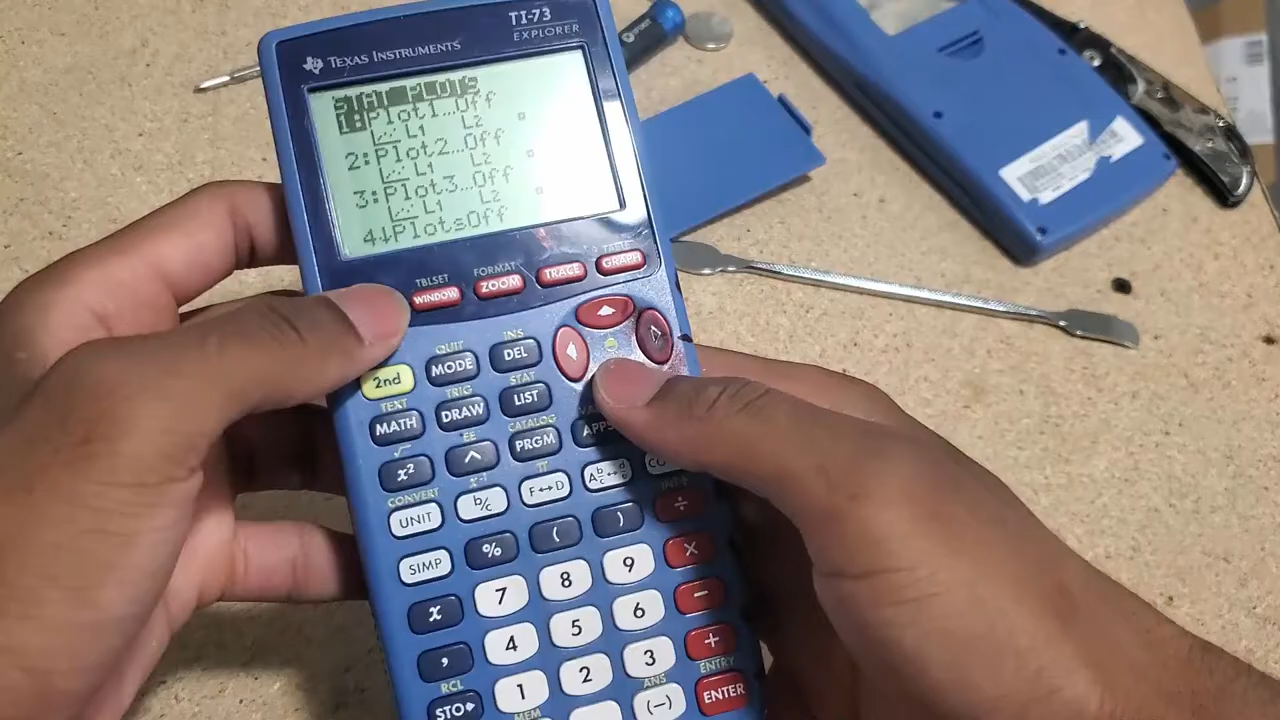 TI-73
EXPLORER
TEXAS INSTRUMENTS
STAT PLOTS
1:Plot1...Off
L1 L2
2:Plot2...Off
L1 L2
3:Plot3...Off
L1 L2
4↓PlotsOff
TBLSET FORMAT TABLE
WINDOW ZOOM TRACE GRAPH
QUIT INS
2nd MODE DEL
TEXT TRIG STAT
MATH DRAW LIST
√ EE CATALOG
x² ^ PRGM APPS
CONVERT x⁻¹ π
UNIT b/c F↔D A b/c↔d/c
INT÷
SIMP % ( ) ÷
x 7 8 9 ×
, 4 5 6 −
RCL
STO▸ 1 2 3 +
MEM ANS ENTRY
(−) ENTER